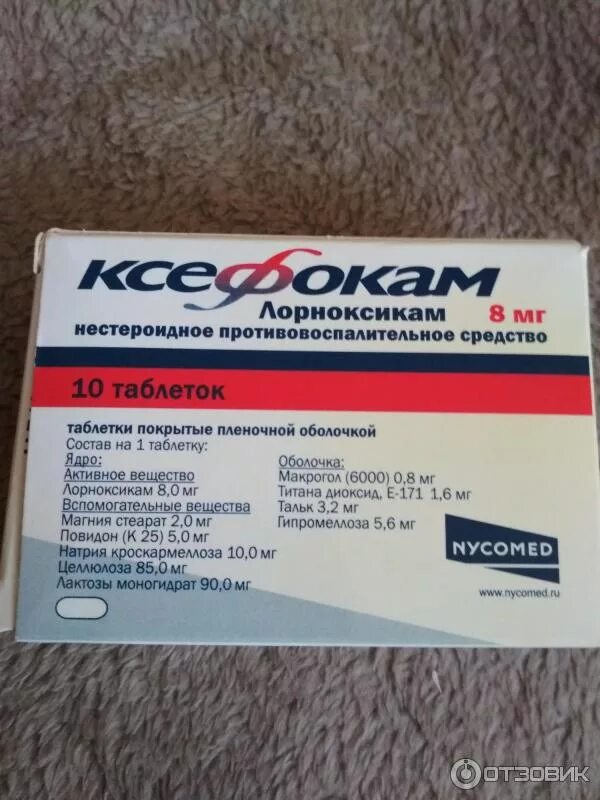 ксефокам
Лорноксикам 8 мг
нестероидное противовоспалительное средство
10 таблеток
таблетки покрытые пленочной оболочкой
Состав на 1 таблетку:
Ядро:
Активное вещество
Лорноксикам 8,0 мг
Вспомогательные вещества
Магния стеарат 2,0 мг
Повидон (К 25) 5,0 мг
Натрия кроскармеллоза 10,0 мг
Целлюлоза 85,0 мг
Лактозы моногидрат 90,0 мг
Оболочка:
Макрогол (6000) 0,8 мг
Титана диоксид, Е-171 1,6 мг
Тальк 3,2 мг
Гипромеллоза 5,6 мг
NYCOMED
www.nycomed.ru
ОТЗОВИК